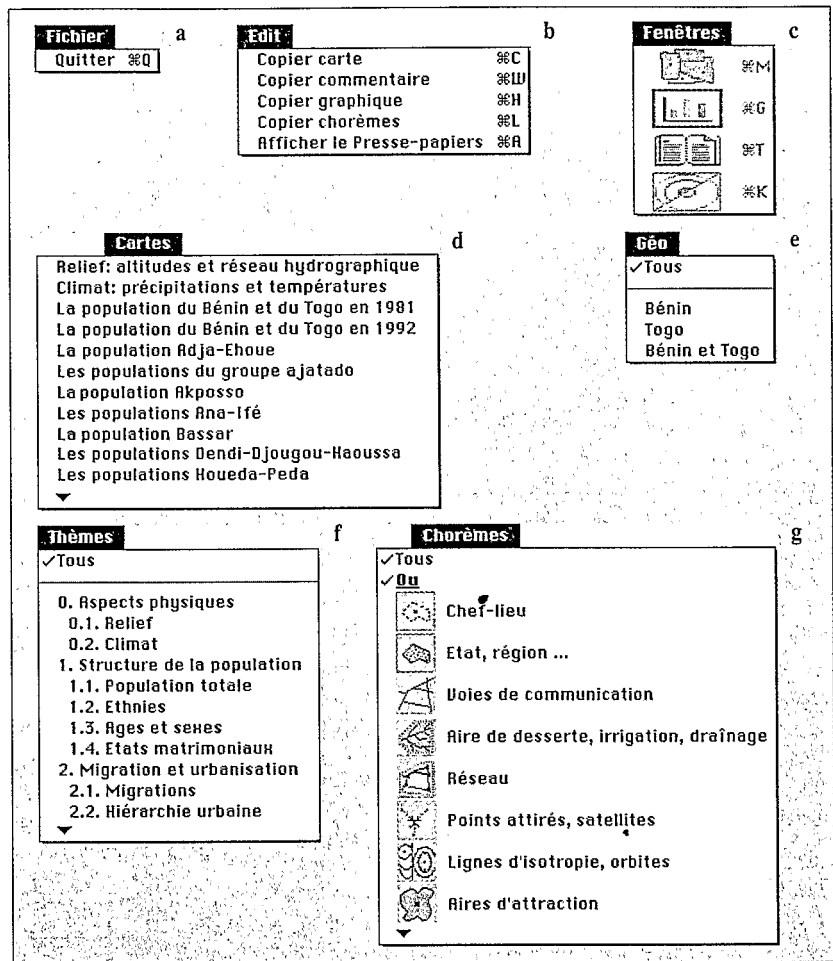 Fichier a
Quitter ⌘Q
Edit b
Copier carte ⌘C
Copier commentaire ⌘W
Copier graphique ⌘H
Copier chorèmes ⌘L
Afficher le Presse-papiers ⌘A
Fenêtres c
⌘M
⌘G
⌘T
⌘K
Cartes d
Relief: altitudes et réseau hydrographique
Climat: précipitations et températures
La population du Bénin et du Togo en 1981
La population du Bénin et du Togo en 1992
La population Adja-Ehoue
Les populations du groupe ajatado
La population Akposso
Les populations Ana-Ifé
La population Bassar
Les populations Dendi-Djougou-Haoussa
Les populations Houeda-Peda
Géo e
✓Tous
Bénin
Togo
Bénin et Togo
Thèmes f
✓Tous
0. Aspects physiques
0.1. Relief
0.2. Climat
1. Structure de la population
1.1. Population totale
1.2. Ethnies
1.3. Ages et sexes
1.4. Etats matrimoniaux
2. Migration et urbanisation
2.1. Migrations
2.2. Hiérarchie urbaine
Chorèmes g
✓Tous
✓Ou
Chef-lieu
Etat, région ...
Voies de communication
Aire de desserte, irrigation, draînage
Réseau
Points attirés, satellites
Lignes d'isotropie, orbites
Aires d'attraction